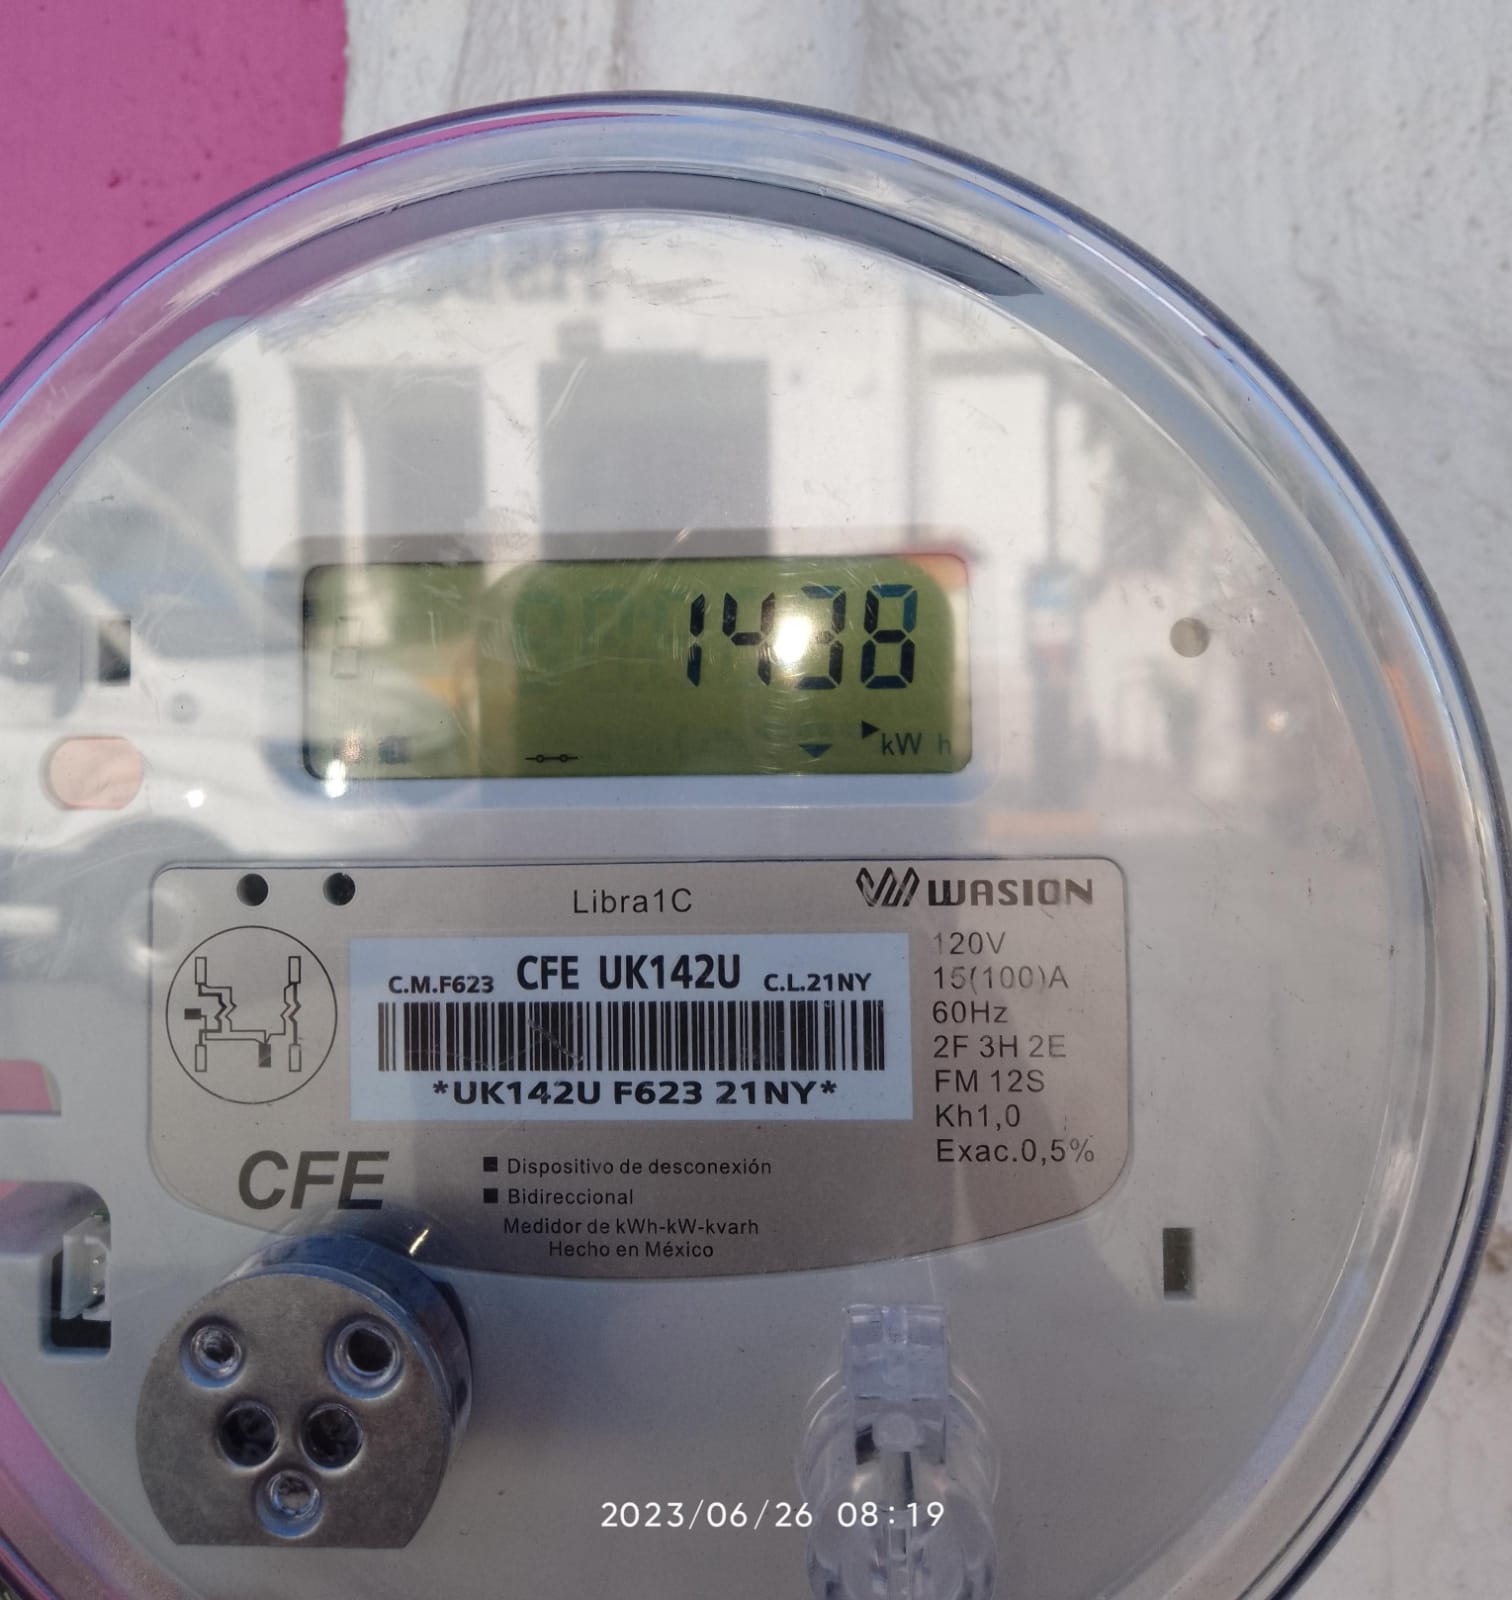 1438
kW h
Libra1C
WASION
C.M.F623 CFE UK142U C.L.21NY
*UK142U F623 21NY*
120V
15(100)A
60Hz
2F 3H 2E
FM 12S
Kh1,0
Exac.0,5%
CFE
Dispositivo de desconexión
Bidireccional
Medidor de kWh-kW-kvarh
Hecho en México
2023/06/26 08:19